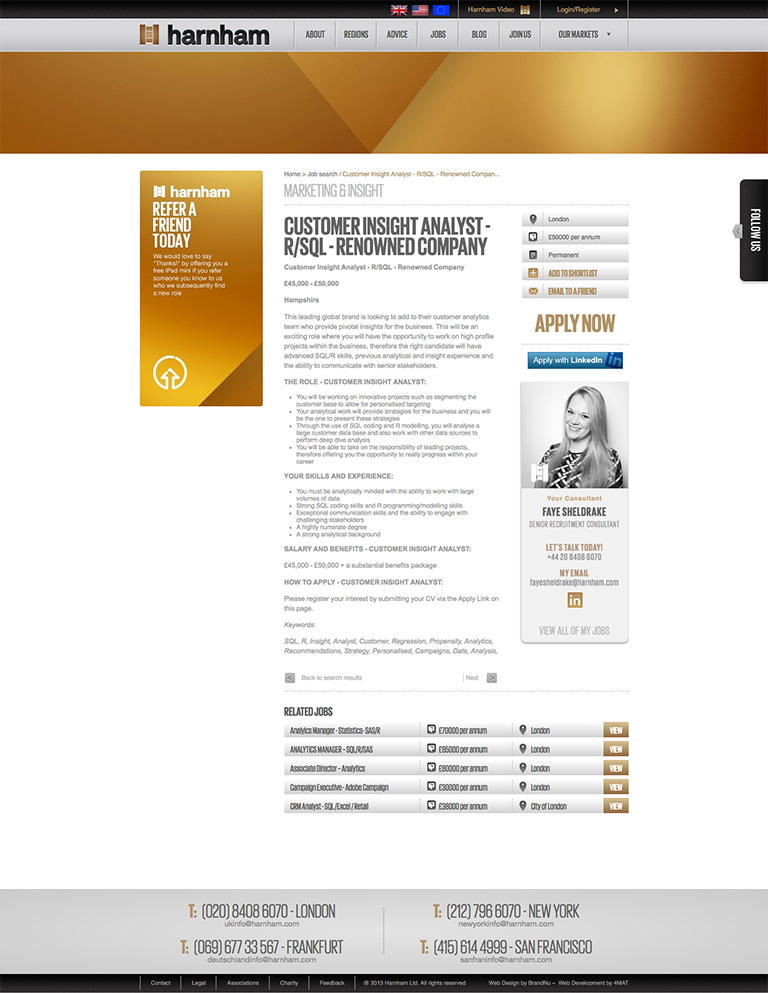 Harnham Video
Login/Register
harnham
ABOUT
REGIONS
ADVICE
JOBS
BLOG
JOIN US
OUR MARKETS
harnham
REFER A
FRIEND
TODAY
We would love to say
"Thanks!" by offering you a
free iPad mini if you refer
someone you know to us
who we subsequently find
a new role
Home > Job search / Customer Insight Analyst - R/SQL - Renowned Compan...
MARKETING & INSIGHT
CUSTOMER INSIGHT ANALYST -
R/SQL - RENOWNED COMPANY
Customer Insight Analyst - R/SQL - Renowned Company
£45,000 - £50,000
Hampshire
This leading global brand is looking to add to their customer analytics
team who provide pivotal insights for the business. This will be an
exciting role where you will have the opportunity to work on high profile
projects within the business, therefore the right candidate will have
advanced SQL/R skills, previous analytical and insight experience and
the ability to communicate with senior stakeholders.
THE ROLE - CUSTOMER INSIGHT ANALYST:
• You will be working on innovative projects such as segmenting the
customer base to allow for personalised targeting
• Your analytical work will provide strategies for the business and you will
be the one to present these strategies
• Through the use of SQL coding and R modelling, you will analyse a
large customer data base and also work with other data sources to
perform deep dive analysis
• You will be able to take on the responsibility of leading projects,
therefore offering you the opportunity to really progress within your
career
YOUR SKILLS AND EXPERIENCE:
• You must be analytically minded with the ability to work with large
volumes of data
• Strong SQL coding skills and R programming/modelling skills
• Exceptional communication skills and the ability to engage with
challenging stakeholders
• A highly numerate degree
• A strong analytical background
SALARY AND BENEFITS - CUSTOMER INSIGHT ANALYST:
£45,000 - £50,000 + a substantial benefits package
HOW TO APPLY - CUSTOMER INSIGHT ANALYST:
Please register your interest by submitting your CV via the Apply Link on
this page.
Keywords:
SQL, R, Insight, Analyst, Customer, Regression, Propensity, Analytics,
Recommendations, Strategy, Personalised, Campaigns, Data, Analysis,
< Back to search results
Next >
London
£50000 per annum
Permanent
ADD TO SHORTLIST
EMAIL TO A FRIEND
APPLY NOW
Apply with LinkedIn in
Your Consultant
FAYE SHELDRAKE
SENIOR RECRUITMENT CONSULTANT
LET'S TALK TODAY!
+44 20 8408 6070
MY EMAIL
fayesheldrake@harnham.com
in
VIEW ALL OF MY JOBS
FOLLOW US
RELATED JOBS
Analyics Manager - Statistics- SAS/R £70000 per annum London VIEW
ANALYTICS MANAGER – SQL/R/SAS £65000 per annum London VIEW
Associate Director – Analytics £80000 per annum London VIEW
Campaign Executive - Adobe Campaign £30000 per annum London VIEW
CRM Analyst - SQL /Excel / Retail £38000 per annum City of London VIEW
T: (020) 8408 6070 - LONDON
ukinfo@harnham.com
T: (212) 796 6070 - NEW YORK
newyorkinfo@harnham.com
T: (069) 677 33 567 - FRANKFURT
deutschlandinfo@harnham.com
T: (415) 614 4999 - SAN FRANCISCO
sanfraninfo@harnham.com
Contact Legal Associations Charity Feedback © 2013 Harnham Ltd. All rights reserved Web Design by BrandNu – Web Development by 4MAT